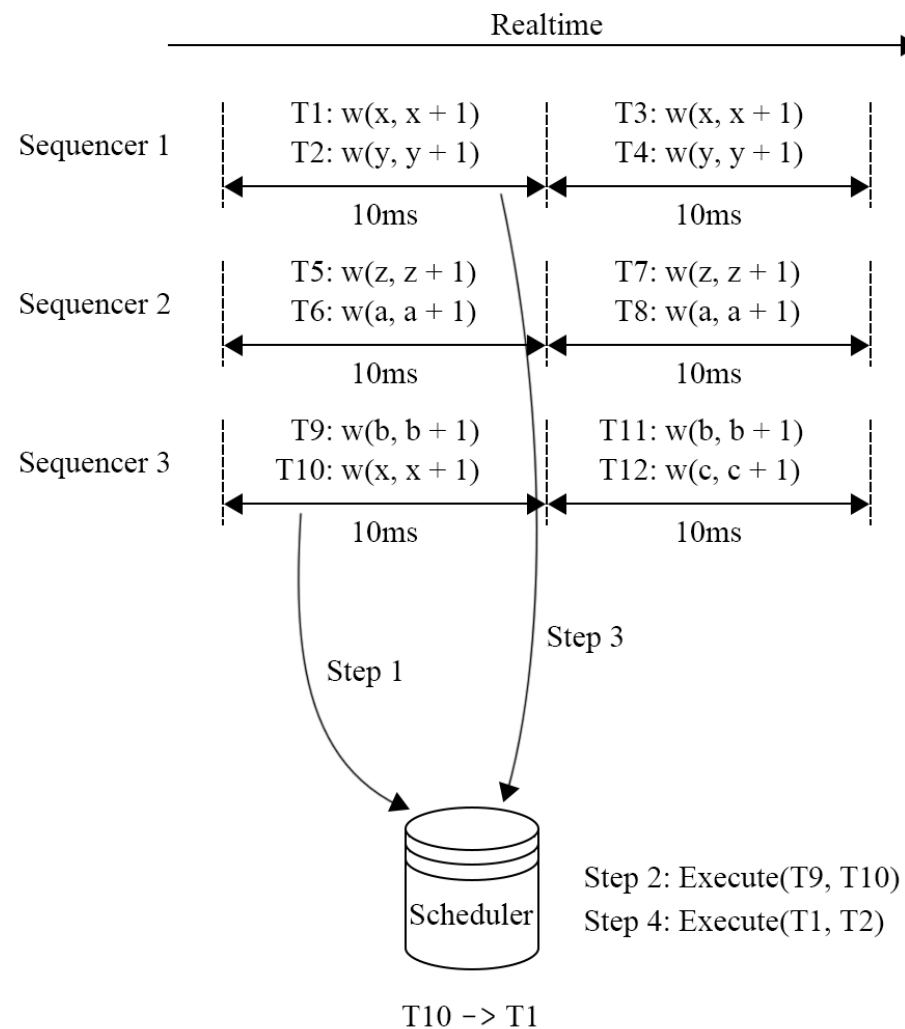 Realtime
T1: w(x, x + 1)
T3: w(x, x + 1)
Sequencer 1
T2: w(y, y + 1)
T4: w(y, y + 1)
10ms
10ms
T5: w(z, z + 1)
T7: w(z, z + 1)
Sequencer 2
T6: w(a, a + 1)
T8: w(a, a + 1)
10ms
10ms
T9: w(b, b + 1)
T11: w(b, b + 1)
Sequencer 3
T10: w(x, x + 1)
T12: w(c, c + 1)
10ms
10ms
Step 3
Step 1
Step 2: Execute(T9, T10)
Scheduler
Step 4: Execute(T1, T2)
T10 -> T1